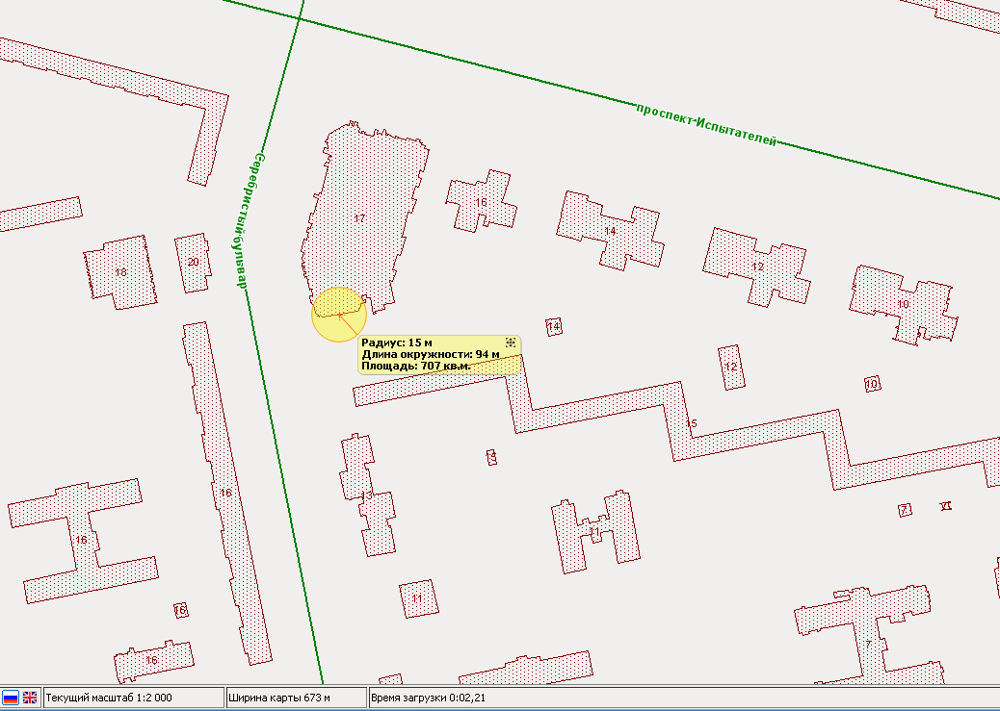 проспект Испытателей
Серебристый бульвар
17
16
14
12
10
18
20
14
Радиус: 15 м
Длина окружности: 94 м
Площадь: 707 кв.м.
12
10
15
16
13
11
7
16
16
11
16
7
Текущий масштаб 1:2 000
Ширина карты 673 м
Время загрузки 0:02,21